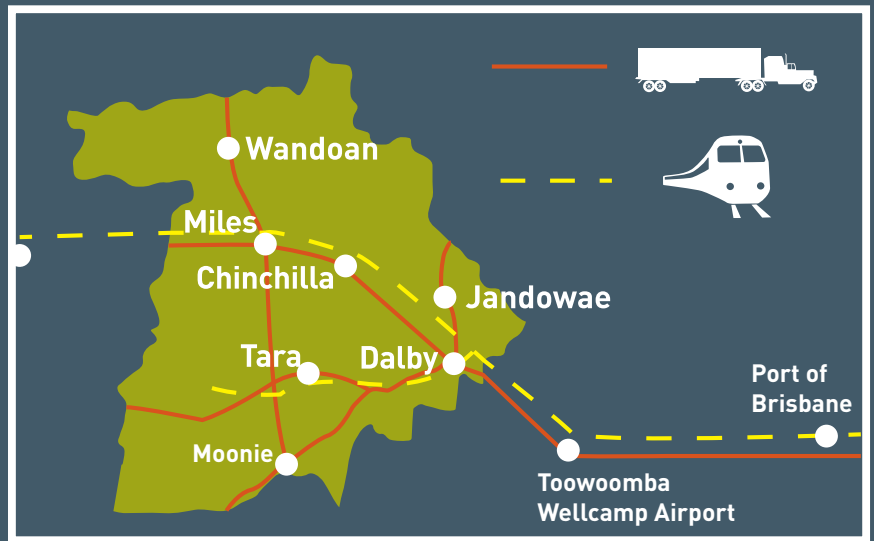 Wandoan
Miles
Chinchilla
Jandowae
Tara
Dalby
Port of
Brisbane
Moonie
Toowoomba
Wellcamp Airport